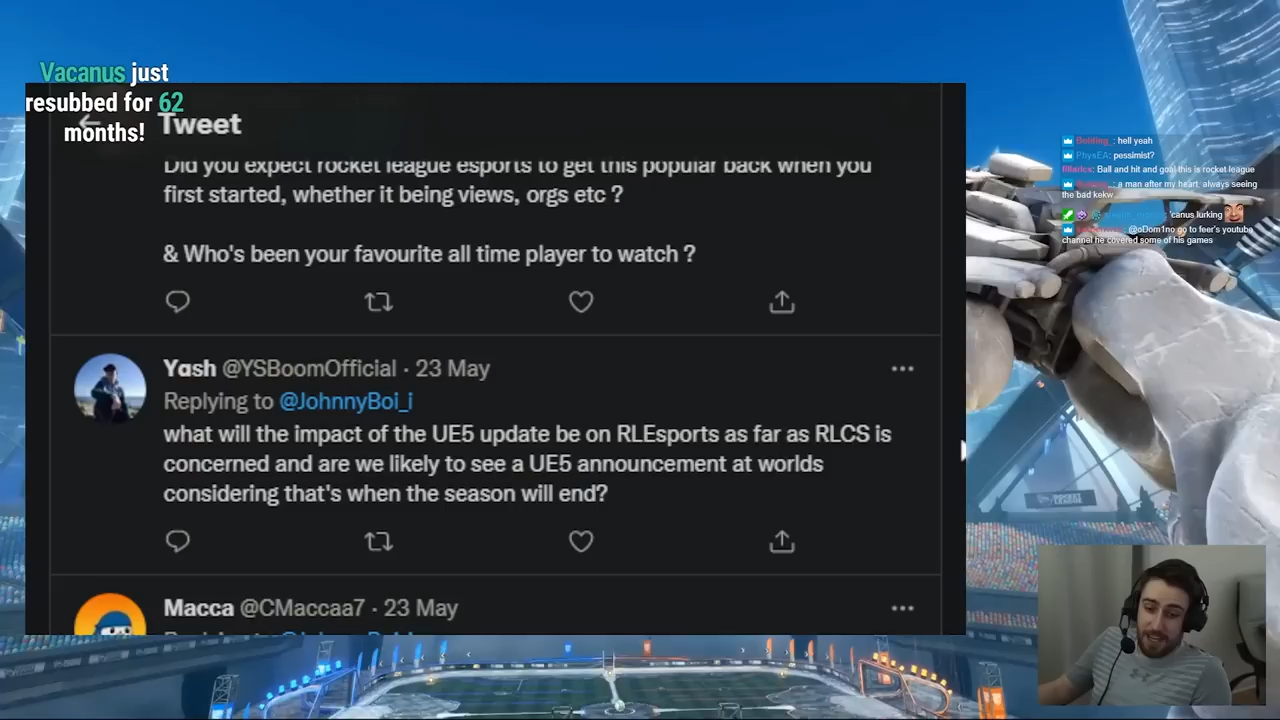 Vacanus just
resubbed for 62
months!
Tweet
Did you expect rocket league esports to get this popular back when you
first started, whether it being views, orgs etc ?
& Who's been your favourite all time player to watch ?
Yash @YSBoomOfficial · 23 May
Replying to @JohnnyBoi_i
what will the impact of the UE5 update be on RLEsports as far as RLCS is
concerned and are we likely to see a UE5 announcement at worlds
considering that's when the season will end?
Macca @CMaccaa7 · 23 May
Bolding_: hell yeah
PhysEA: pessimist?
: Ball and hit and goal this is rocket league
: a man after my heart, always seeing
the bad kekw
: 'canus lurking
: @oDom1no go to feer's youtube
channel he covered some of his games
ROCKET LEAGUE